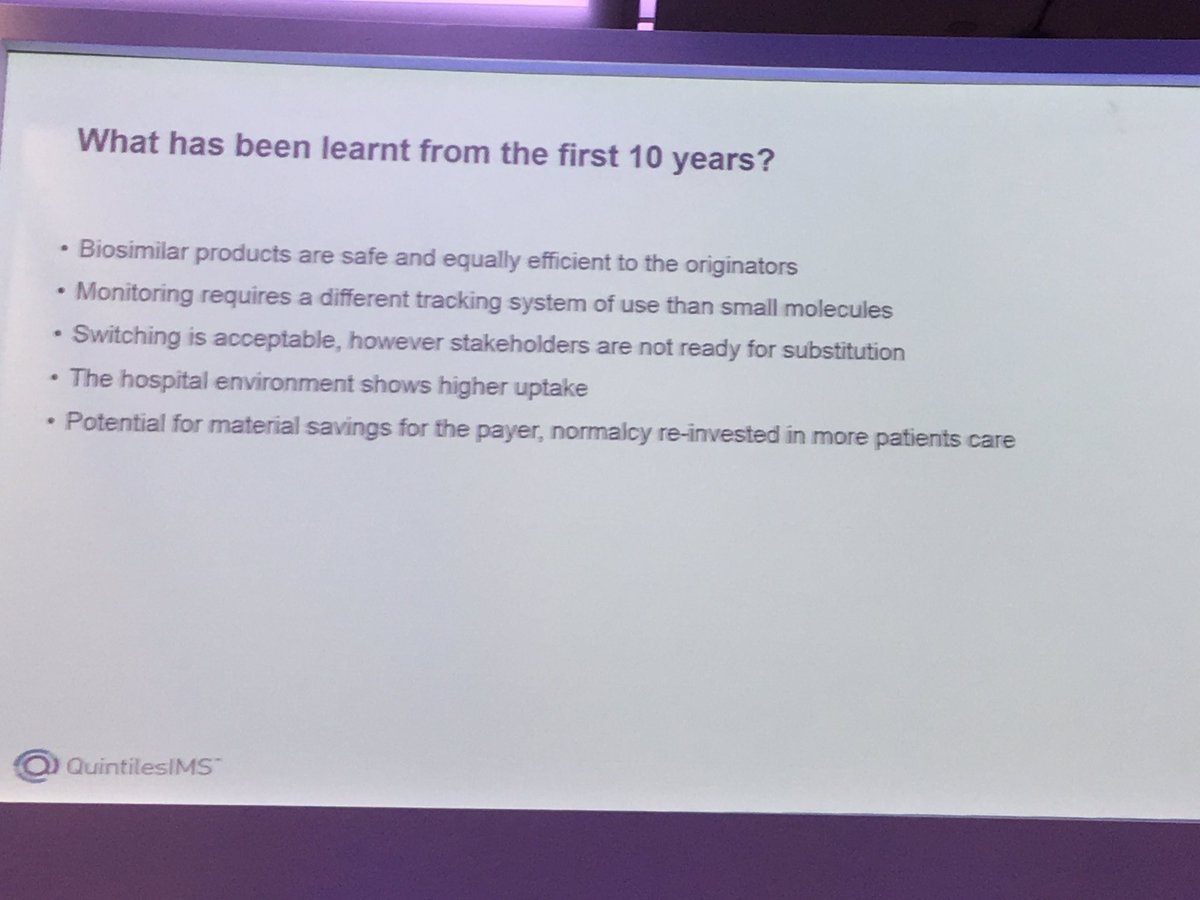 What has been learnt from the first 10 years?
• Biosimilar products are safe and equally efficient to the originators
• Monitoring requires a different tracking system of use than small molecules
• Switching is acceptable, however stakeholders are not ready for substitution
• The hospital environment shows higher uptake
• Potential for material savings for the payer, normalcy re-invested in more patients care
QuintilesIMS™